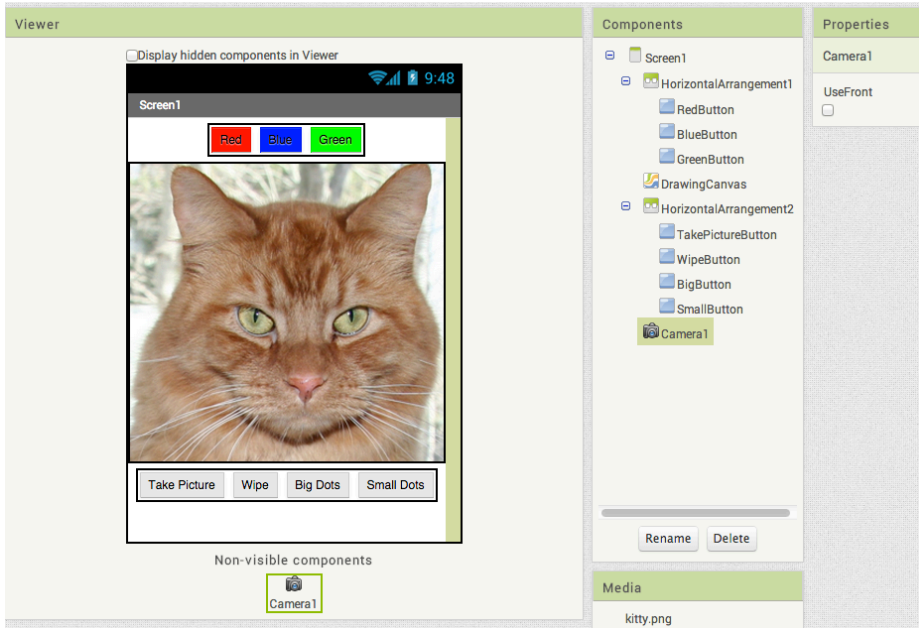 Viewer
Display hidden components in Viewer
9:48
Screen1
Red Blue Green
Take Picture Wipe Big Dots Small Dots
Non-visible components
Camera1
Components
Screen1
HorizontalArrangement1
RedButton
BlueButton
GreenButton
DrawingCanvas
HorizontalArrangement2
TakePictureButton
WipeButton
BigButton
SmallButton
Camera1
Rename Delete
Media
kitty.png
Properties
Camera1
UseFront